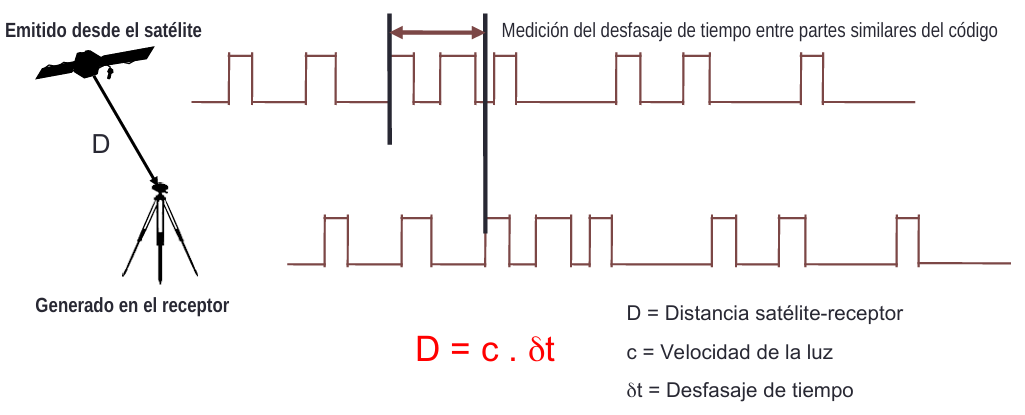 Emitido desde el satélite
Medición del desfasaje de tiempo entre partes similares del código
D
Generado en el receptor
D = c . δt
D = Distancia satélite-receptor
c = Velocidad de la luz
δt = Desfasaje de tiempo